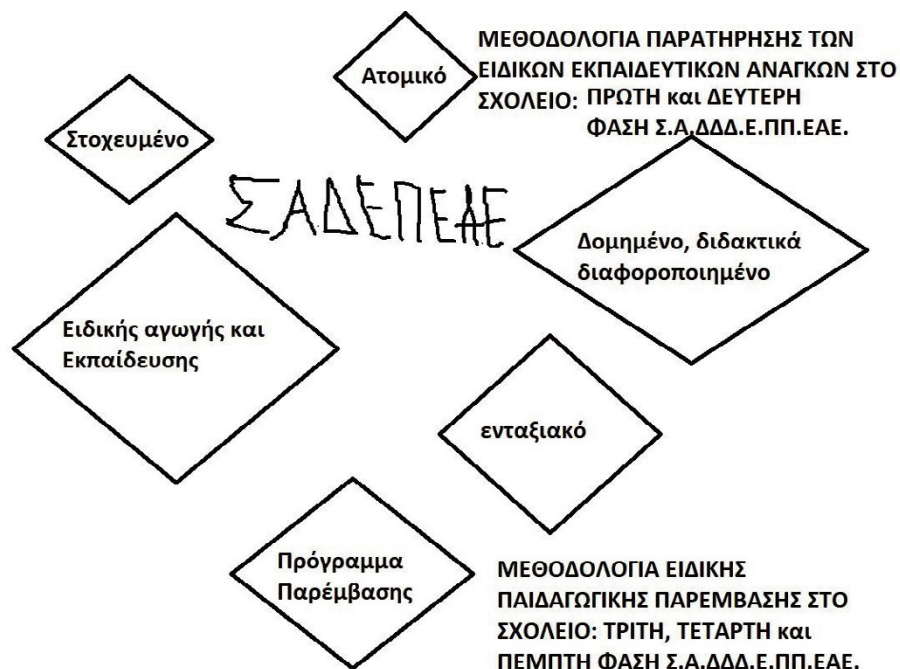 Ατομικό
ΜΕΘΟΔΟΛΟΓΙΑ ΠΑΡΑΤΗΡΗΣΗΣ ΤΩΝ
ΕΙΔΙΚΩΝ ΕΚΠΑΙΔΕΥΤΙΚΩΝ ΑΝΑΓΚΩΝ ΣΤΟ
ΣΧΟΛΕΙΟ: ΠΡΩΤΗ και ΔΕΥΤΕΡΗ
ΦΑΣΗ Σ.Α.ΔΔΔ.Ε.ΠΠ.ΕΑΕ.
Στοχευμένο
ΣΑΔΕΠΕΑΕ
Δομημένο, διδακτικά
διαφοροποιημένο
Ειδικής αγωγής και
Εκπαίδευσης
ενταξιακό
Πρόγραμμα
Παρέμβασης
ΜΕΘΟΔΟΛΟΓΙΑ ΕΙΔΙΚΗΣ
ΠΑΙΔΑΓΩΓΙΚΗΣ ΠΑΡΕΜΒΑΣΗΣ ΣΤΟ
ΣΧΟΛΕΙΟ: ΤΡΙΤΗ, ΤΕΤΑΡΤΗ και
ΠΕΜΠΤΗ ΦΑΣΗ Σ.Α.ΔΔΔ.Ε.ΠΠ.ΕΑΕ.